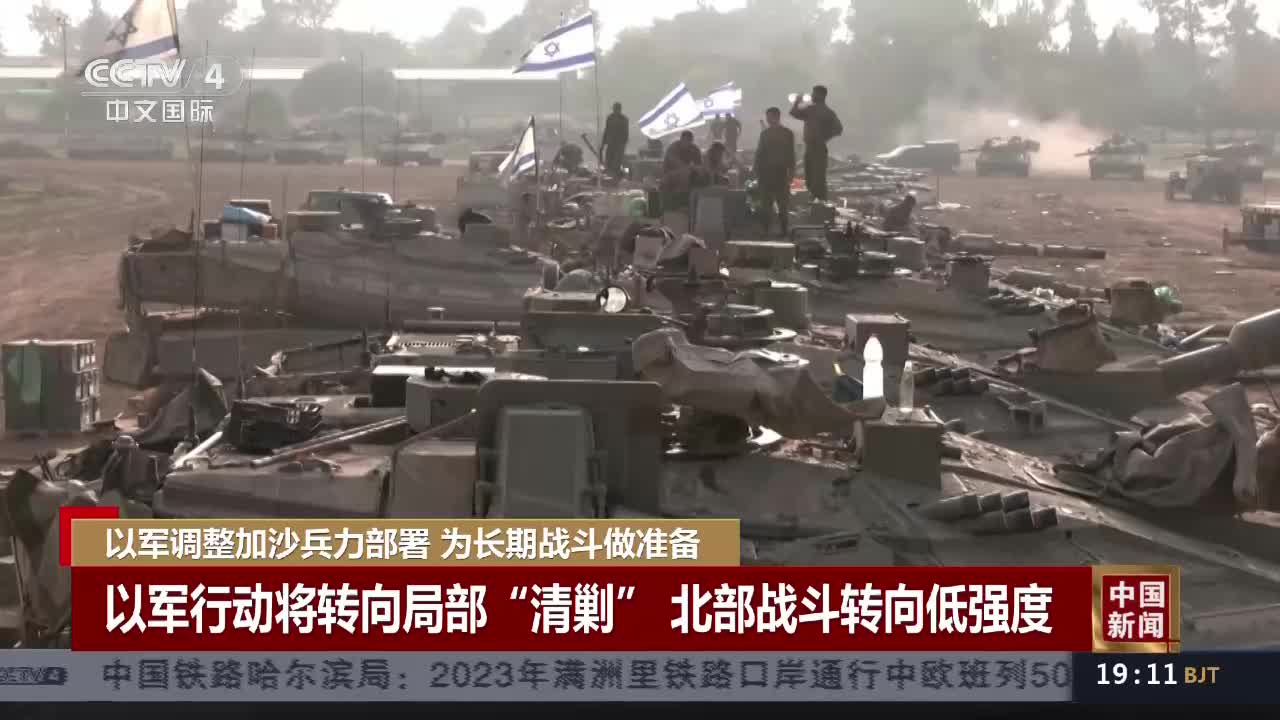 CCTV 4
中文国际
以军调整加沙兵力部署 为长期战斗做准备
以军行动将转向局部“清剿” 北部战斗转向低强度
中国新闻
CCTV 4
中国铁路哈尔滨局：2023年满洲里铁路口岸通行中欧班列50
19:11 BJT